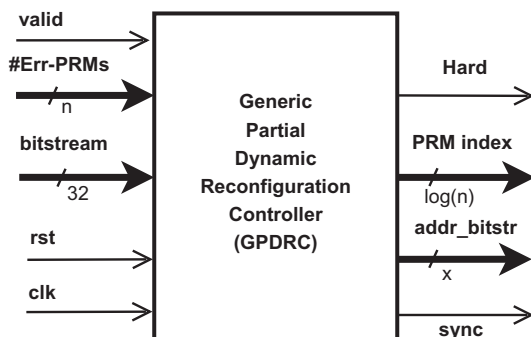 valid
#Err-PRMs
n
bitstream
32
rst
clk
Generic
Partial
Dynamic
Reconfiguration
Controller
(GPDRC)
Hard
PRM index
log(n)
addr_bitstr
x
sync